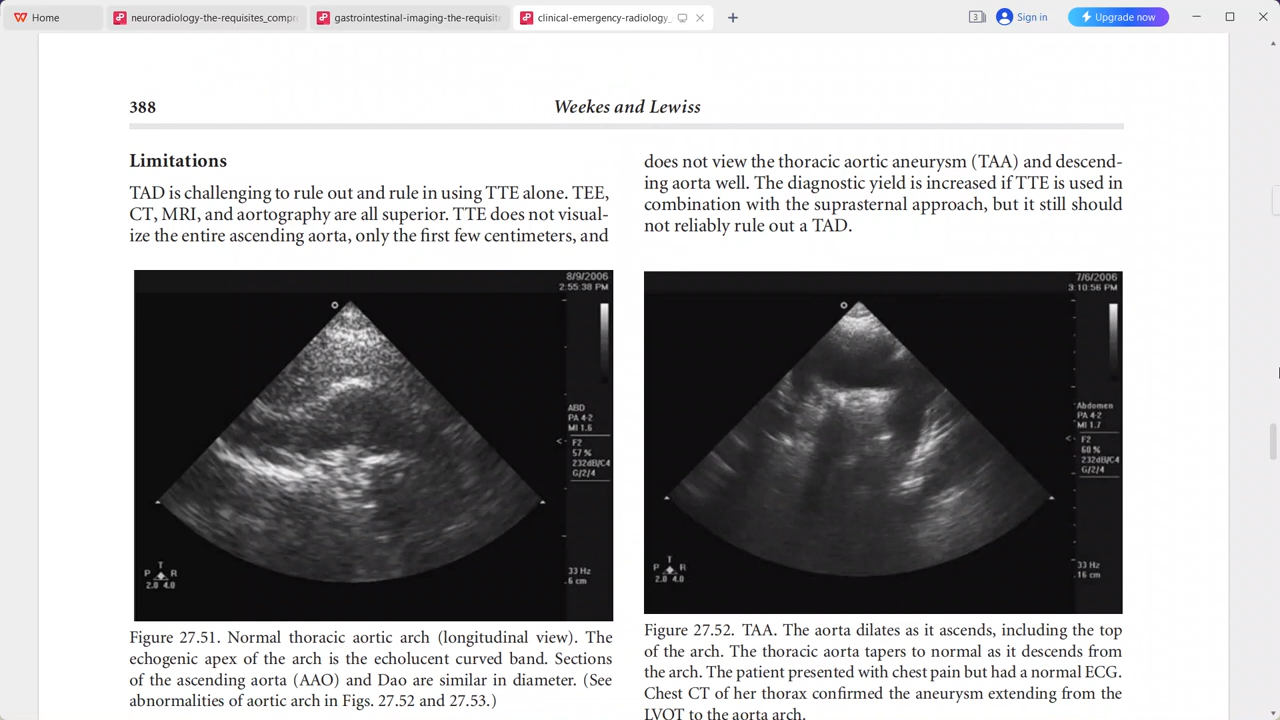 Home
neuroradiology-the-requisites_compr
gastrointestinal-imaging-the-requisite
clinical-emergency-radiology_
3
Sign in
Upgrade now
388
Weekes and Lewiss
Limitations
TAD is challenging to rule out and rule in using TTE alone. TEE,
CT, MRI, and aortography are all superior. TTE does not visual-
ize the entire ascending aorta, only the first few centimeters, and
does not view the thoracic aortic aneurysm (TAA) and descend-
ing aorta well. The diagnostic yield is increased if TTE is used in
combination with the suprasternal approach, but it still should
not reliably rule out a TAD.
8/9/2006
2:55:38 PM
ABD
PA 4-2
MI 1.6
F2
57 %
232dB/C4
G/2/4
T
P R
2.0 4.0
33 Hz
.6 cm
Figure 27.51. Normal thoracic aortic arch (longitudinal view). The
echogenic apex of the arch is the echolucent curved band. Sections
of the ascending aorta (AAO) and Dao are similar in diameter. (See
abnormalities of aortic arch in Figs. 27.52 and 27.53.)
7/6/2006
3:10:56 PM
Abdomen
PA 4-2
MI 1.7
F2
60 %
232dB/C4
G/2/4
T
P R
2.0 4.0
33 Hz
.16 cm
Figure 27.52. TAA. The aorta dilates as it ascends, including the top
of the arch. The thoracic aorta tapers to normal as it descends from
the arch. The patient presented with chest pain but had a normal ECG.
Chest CT of her thorax confirmed the aneurysm extending from the
LVOT to the aorta arch.